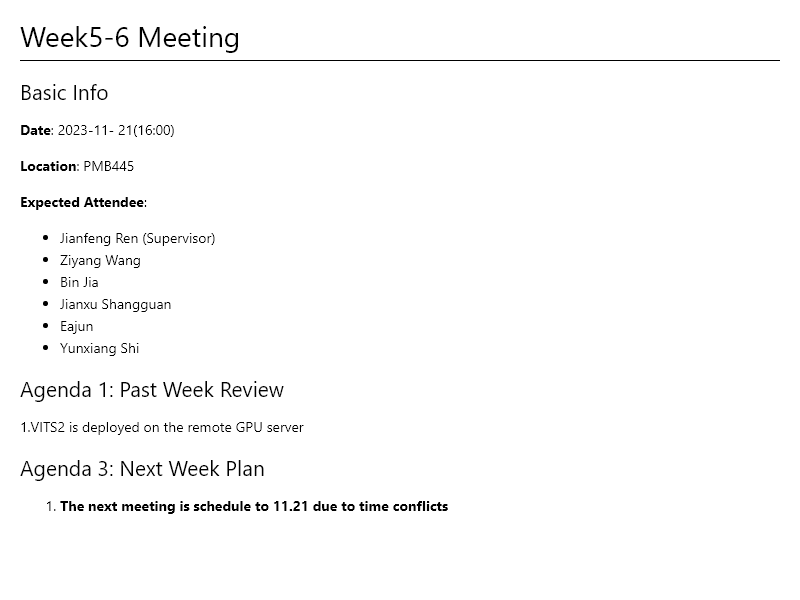 Week5-6 Meeting
Basic Info
Date: 2023-11- 21(16:00)
Location: PMB445
Expected Attendee:
Jianfeng Ren (Supervisor)
Ziyang Wang
Bin Jia
Jianxu Shangguan
Eajun
Yunxiang Shi
Agenda 1: Past Week Review
1.VITS2 is deployed on the remote GPU server
Agenda 3: Next Week Plan
1. The next meeting is schedule to 11.21 due to time conflicts